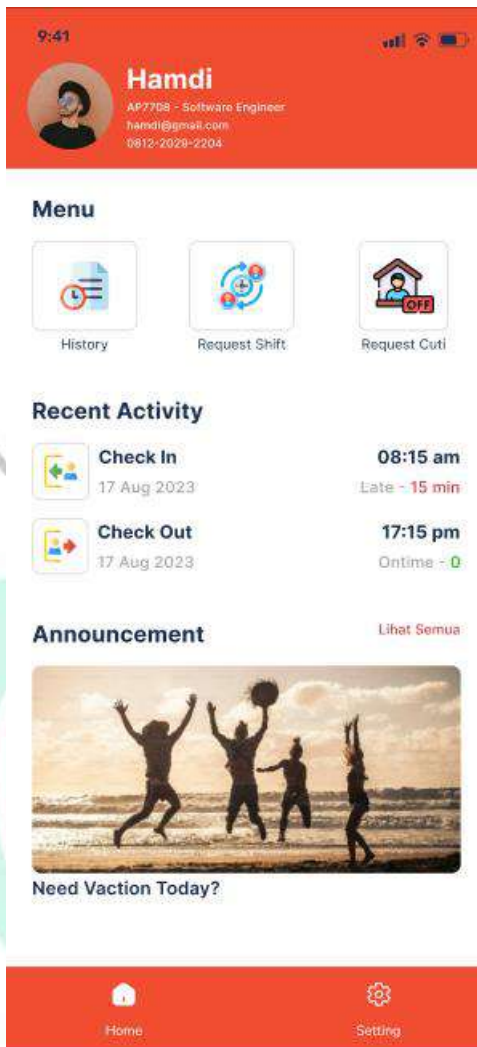 9:41
Hamdi
AP7708 - Software Engineer
hamdi@gmail.com
0812-2029-2204
Menu
OFF
History
Request Shift
Request Cuti
Recent Activity
Check In
08:15 am
17 Aug 2023
Late - 15 min
Check Out
17:15 pm
17 Aug 2023
Ontime - 0
Announcement
Lihat Semua
Need Vaction Today?
Home
Setting